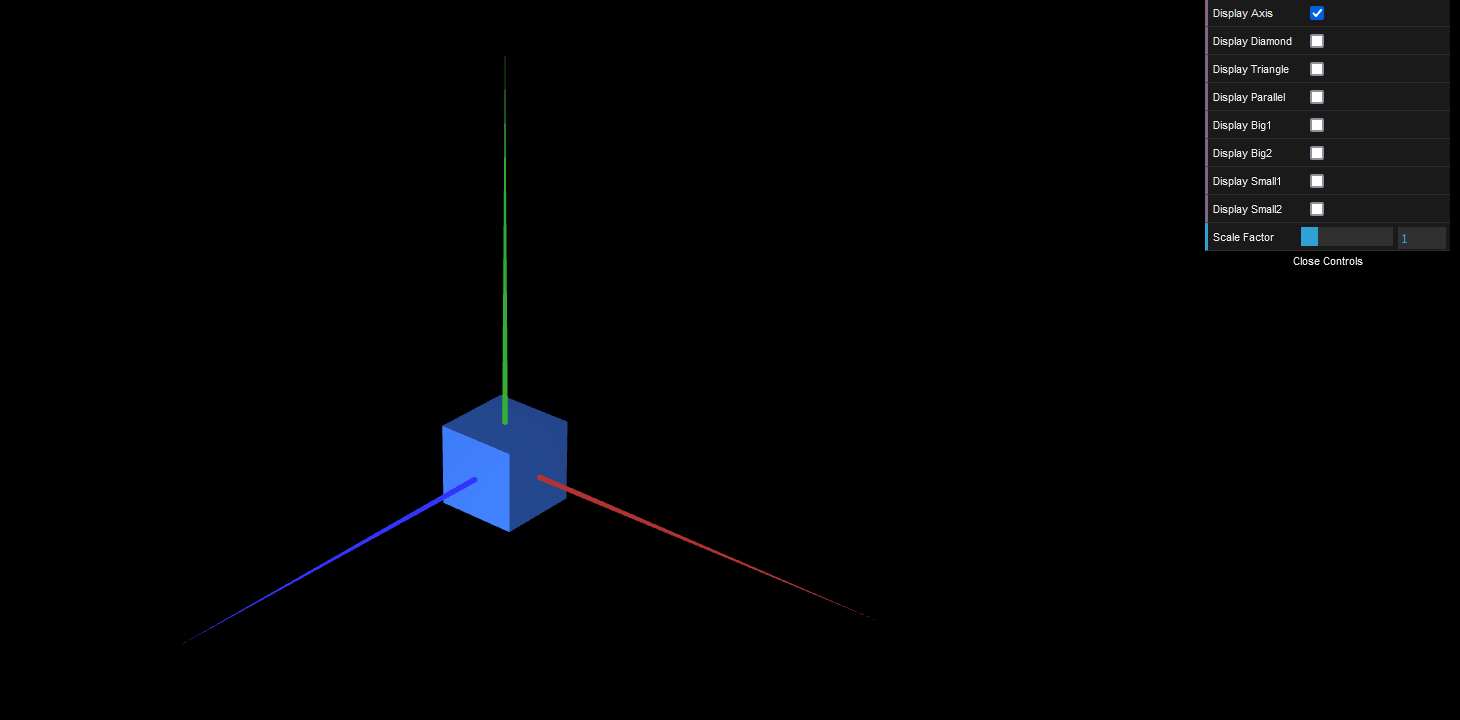 Display Axis
Display Diamond
Display Triangle
Display Parallel
Display Big1
Display Big2
Display Small1
Display Small2
Scale Factor 1
Close Controls